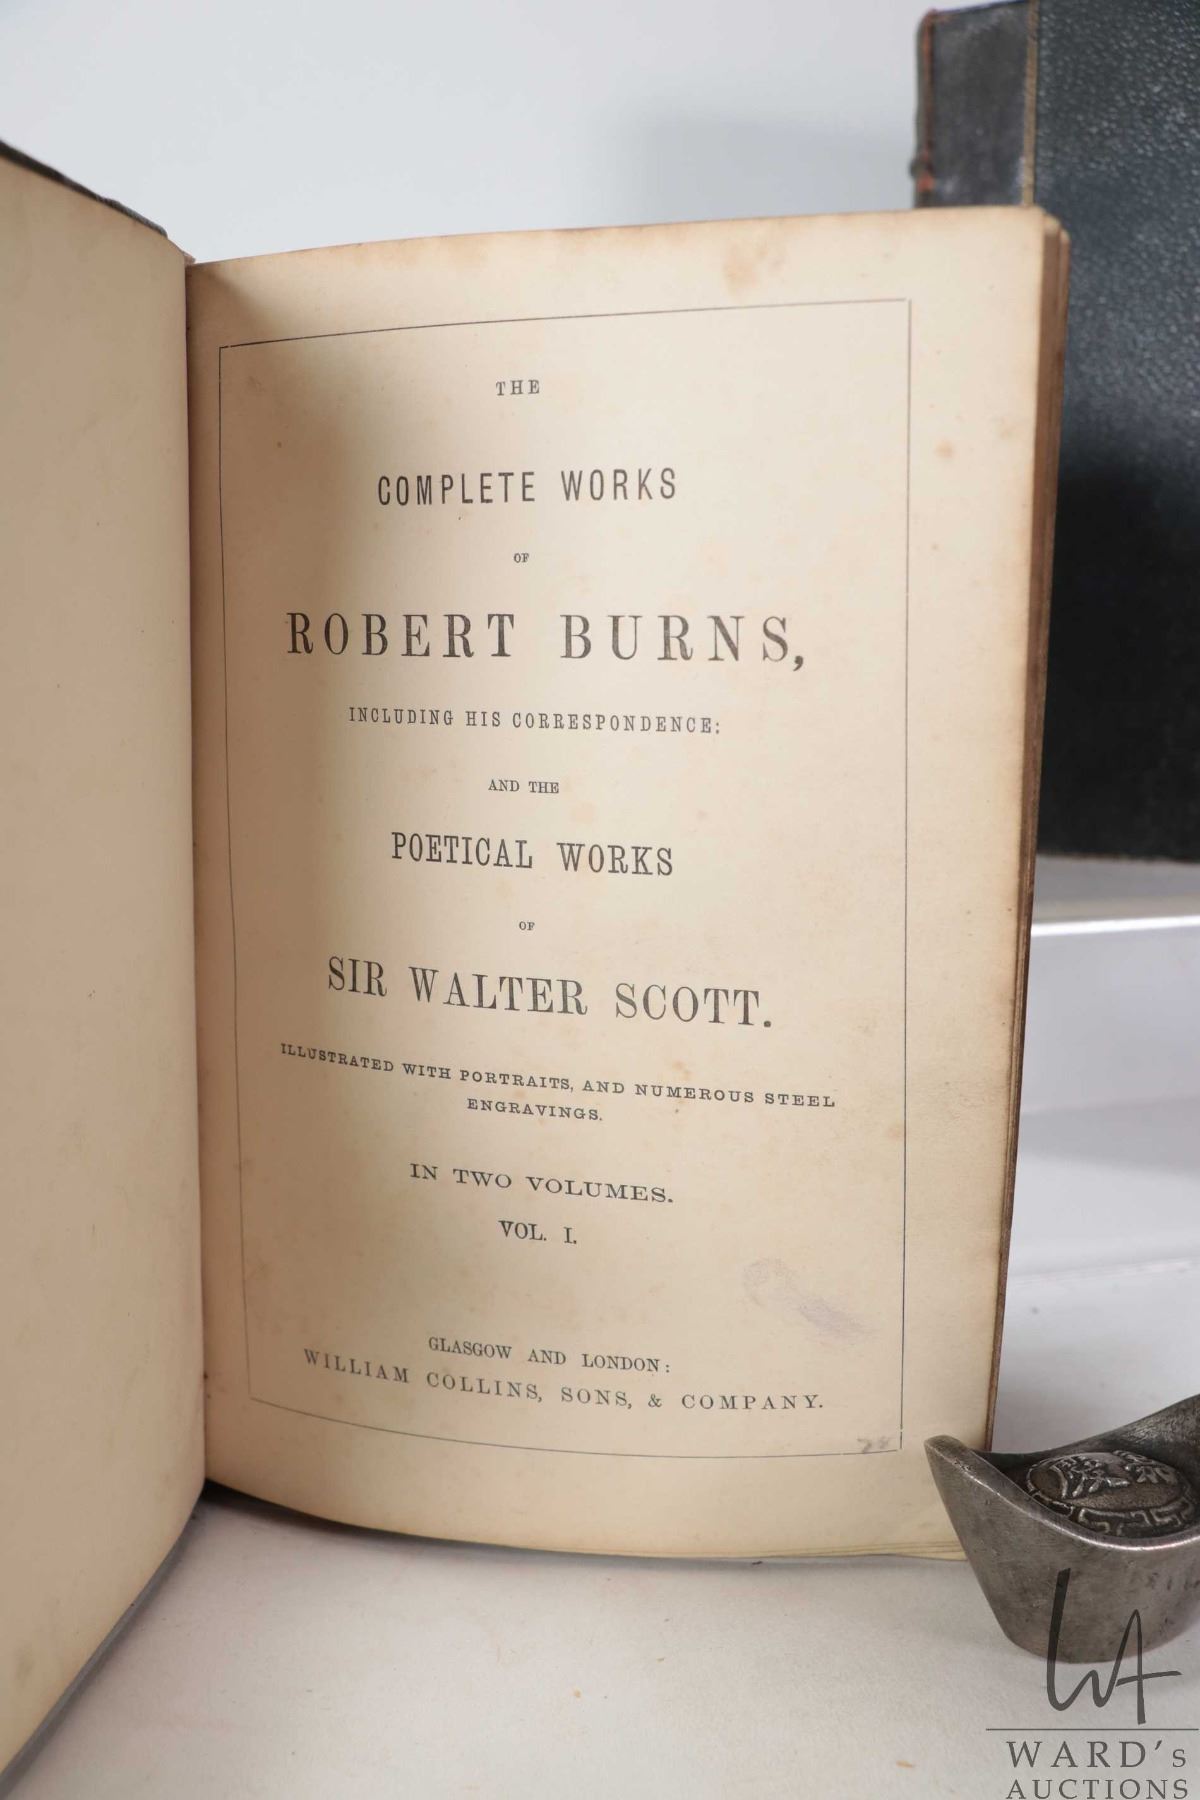 THE
COMPLETE WORKS
OF
ROBERT BURNS,
INCLUDING HIS CORRESPONDENCE:
AND THE
POETICAL WORKS
OF
SIR WALTER SCOTT.
ILLUSTRATED WITH PORTRAITS, AND NUMEROUS STEEL
ENGRAVINGS.
IN TWO VOLUMES.
VOL. I.
GLASGOW AND LONDON:
WILLIAM COLLINS, SONS, & COMPANY.
WA
WARD's
AUCTIONS